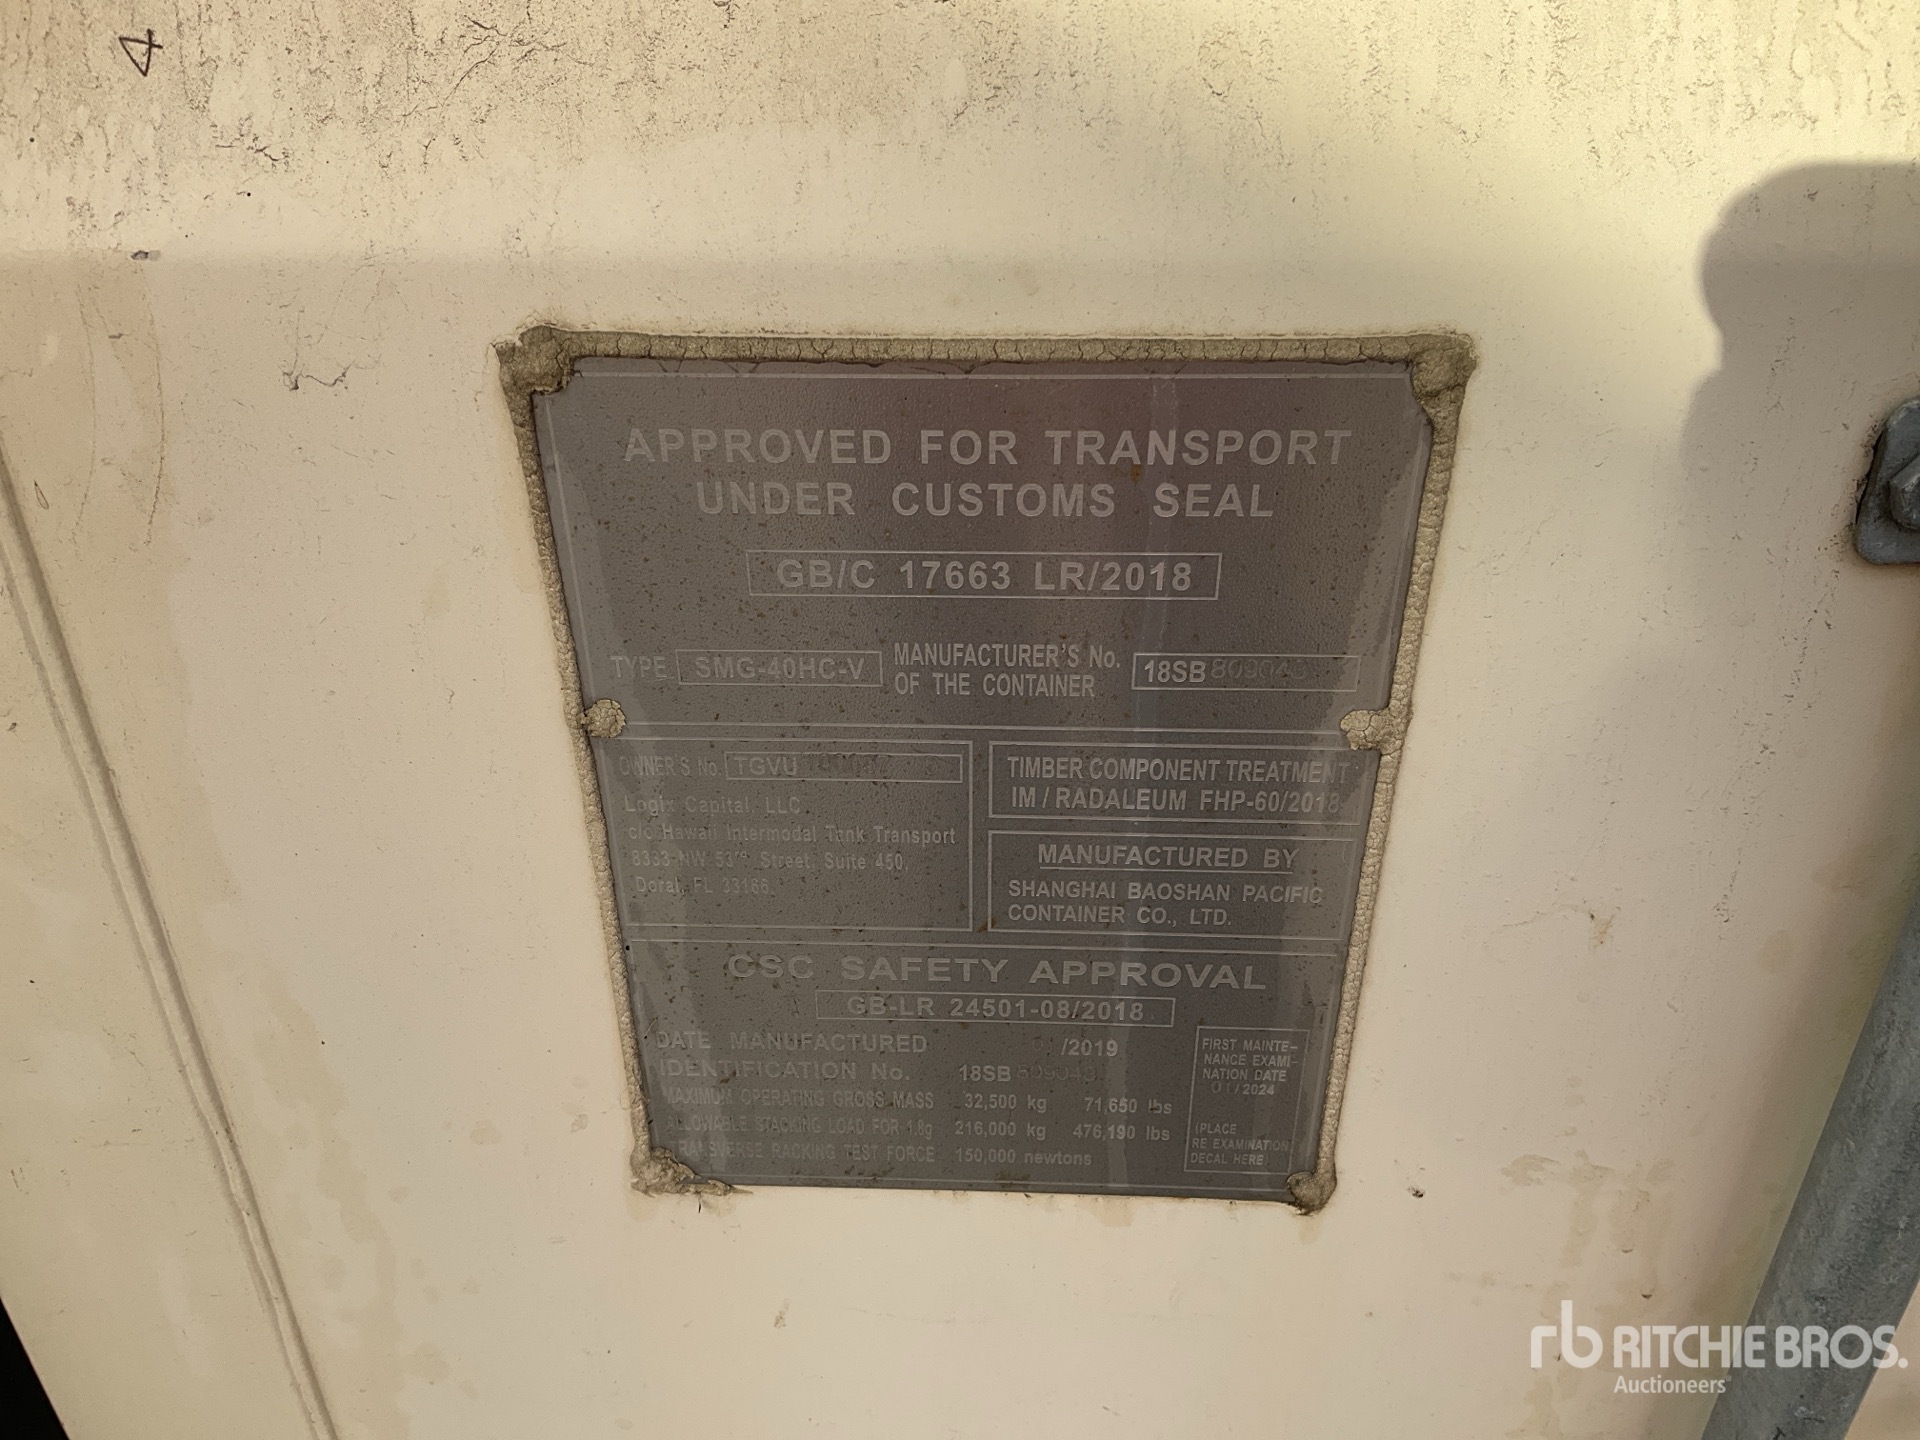 APPROVED FOR TRANSPORT
UNDER CUSTOMS SEAL
GB/C 17663 LR/2018
TYPE SMG-40HC-V
MANUFACTURER'S No.
OF THE CONTAINER
18SB
OWNER'S No. TGVU
Logix Capital, LLC
c/o Hawaii Intermodal Tank Transport
8333 NW 53rd Street, Suite 450,
Doral, FL 33166.
TIMBER COMPONENT TREATMENT
IM / RADALEUM FHP-60/2018
MANUFACTURED BY
SHANGHAI BAOSHAN PACIFIC
CONTAINER CO., LTD.
CSC SAFETY APPROVAL
GB-LR 24501-08/2018
DATE MANUFACTURED /2019
IDENTIFICATION No. 18SB
MAXIMUM OPERATING GROSS MASS 32,500 kg 71,650 lbs
ALLOWABLE STACKING LOAD FOR 1.8g 216,000 kg 476,190 lbs
TRANSVERSE RACKING TEST FORCE 150,000 newtons
FIRST MAINTE-
NANCE EXAMI-
NATION DATE
01/2024
(PLACE
RE EXAMINATION
DECAL HERE)
rb RITCHIE BROS.
Auctioneers